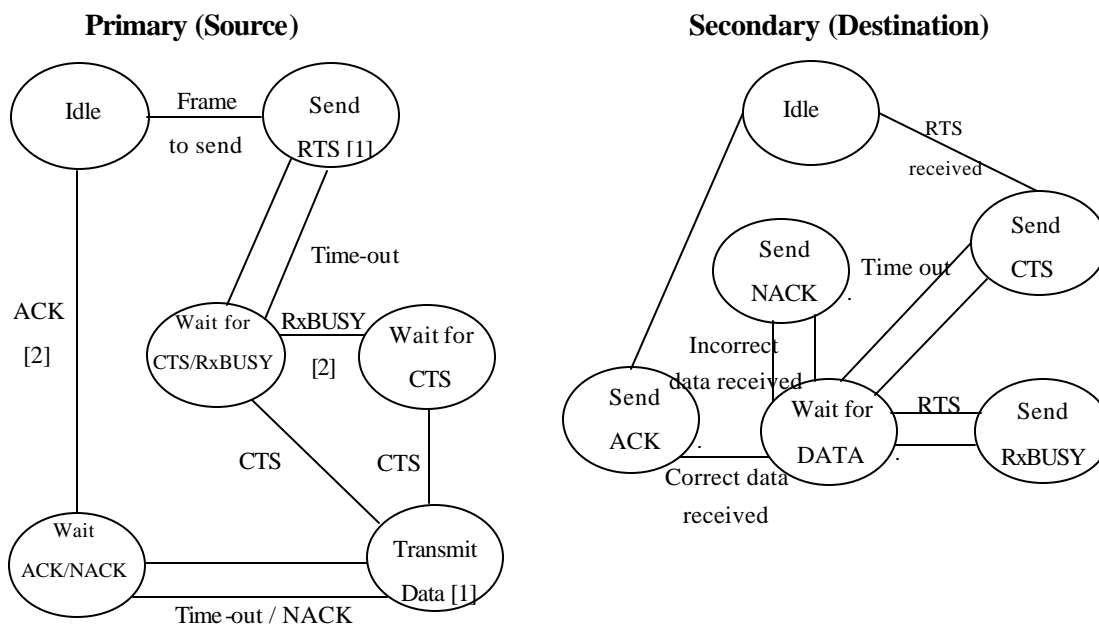 Primary (Source)
Secondary (Destination)
Idle
Frame
to send
Send
RTS [1]
Time-out
ACK
[2]
Wait for
CTS/RxBUSY
RxBUSY
[2]
Wait for
CTS
CTS
CTS
Wait
ACK/NACK
Transmit
Data [1]
Time-out / NACK
Idle
RTS
received
Send
CTS
Send
NACK
Time out
Incorrect
data received
Send
ACK
Wait for
DATA
RTS
Send
RxBUSY
Correct data
received